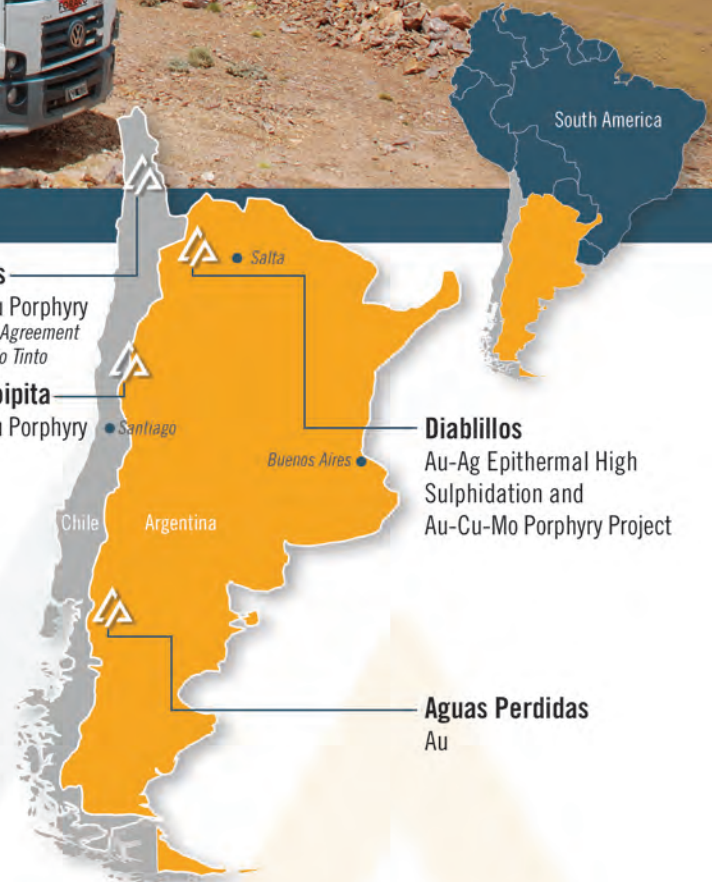 South America
Salta
s
u Porphyry
Agreement
o Tinto
pipita
u Porphyry
Santiago
Diablillos
Au-Ag Epithermal High
Sulphidation and
Au-Cu-Mo Porphyry Project
Buenos Aires
Chile
Argentina
Aguas Perdidas
Au